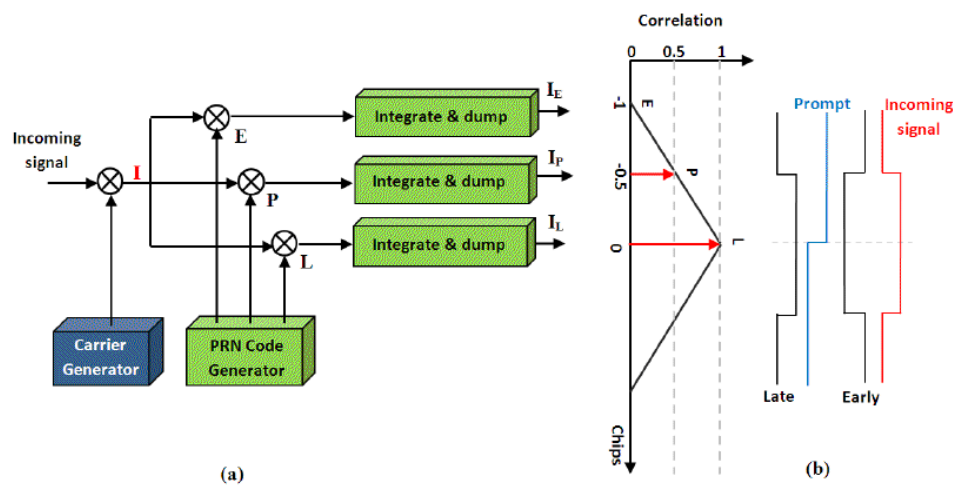 Incoming
signal
I
E
P
L
Integrate & dump
I_E
Integrate & dump
I_P
Integrate & dump
I_L
Carrier
Generator
PRN Code
Generator
(a)
Correlation
0 0.5 1
-1
E
-0.5
P
0
L
Chips
Prompt
Incoming
signal
Late
Early
(b)